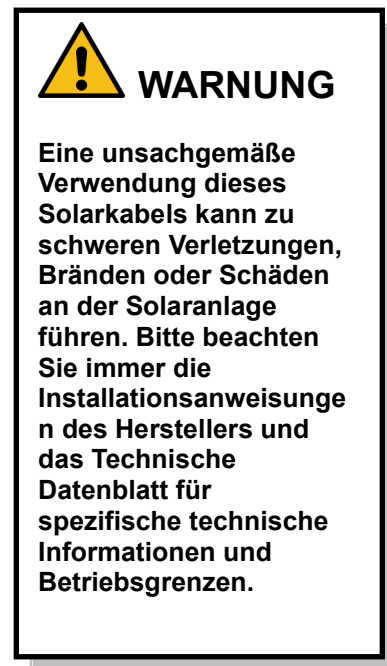 WARNUNG
Eine unsachgemäße
Verwendung dieses
Solarkabels kann zu
schweren Verletzungen,
Bränden oder Schäden
an der Solaranlage
führen. Bitte beachten
Sie immer die
Installationsanweisunge
n des Herstellers und
das Technische
Datenblatt für
spezifische technische
Informationen und
Betriebsgrenzen.